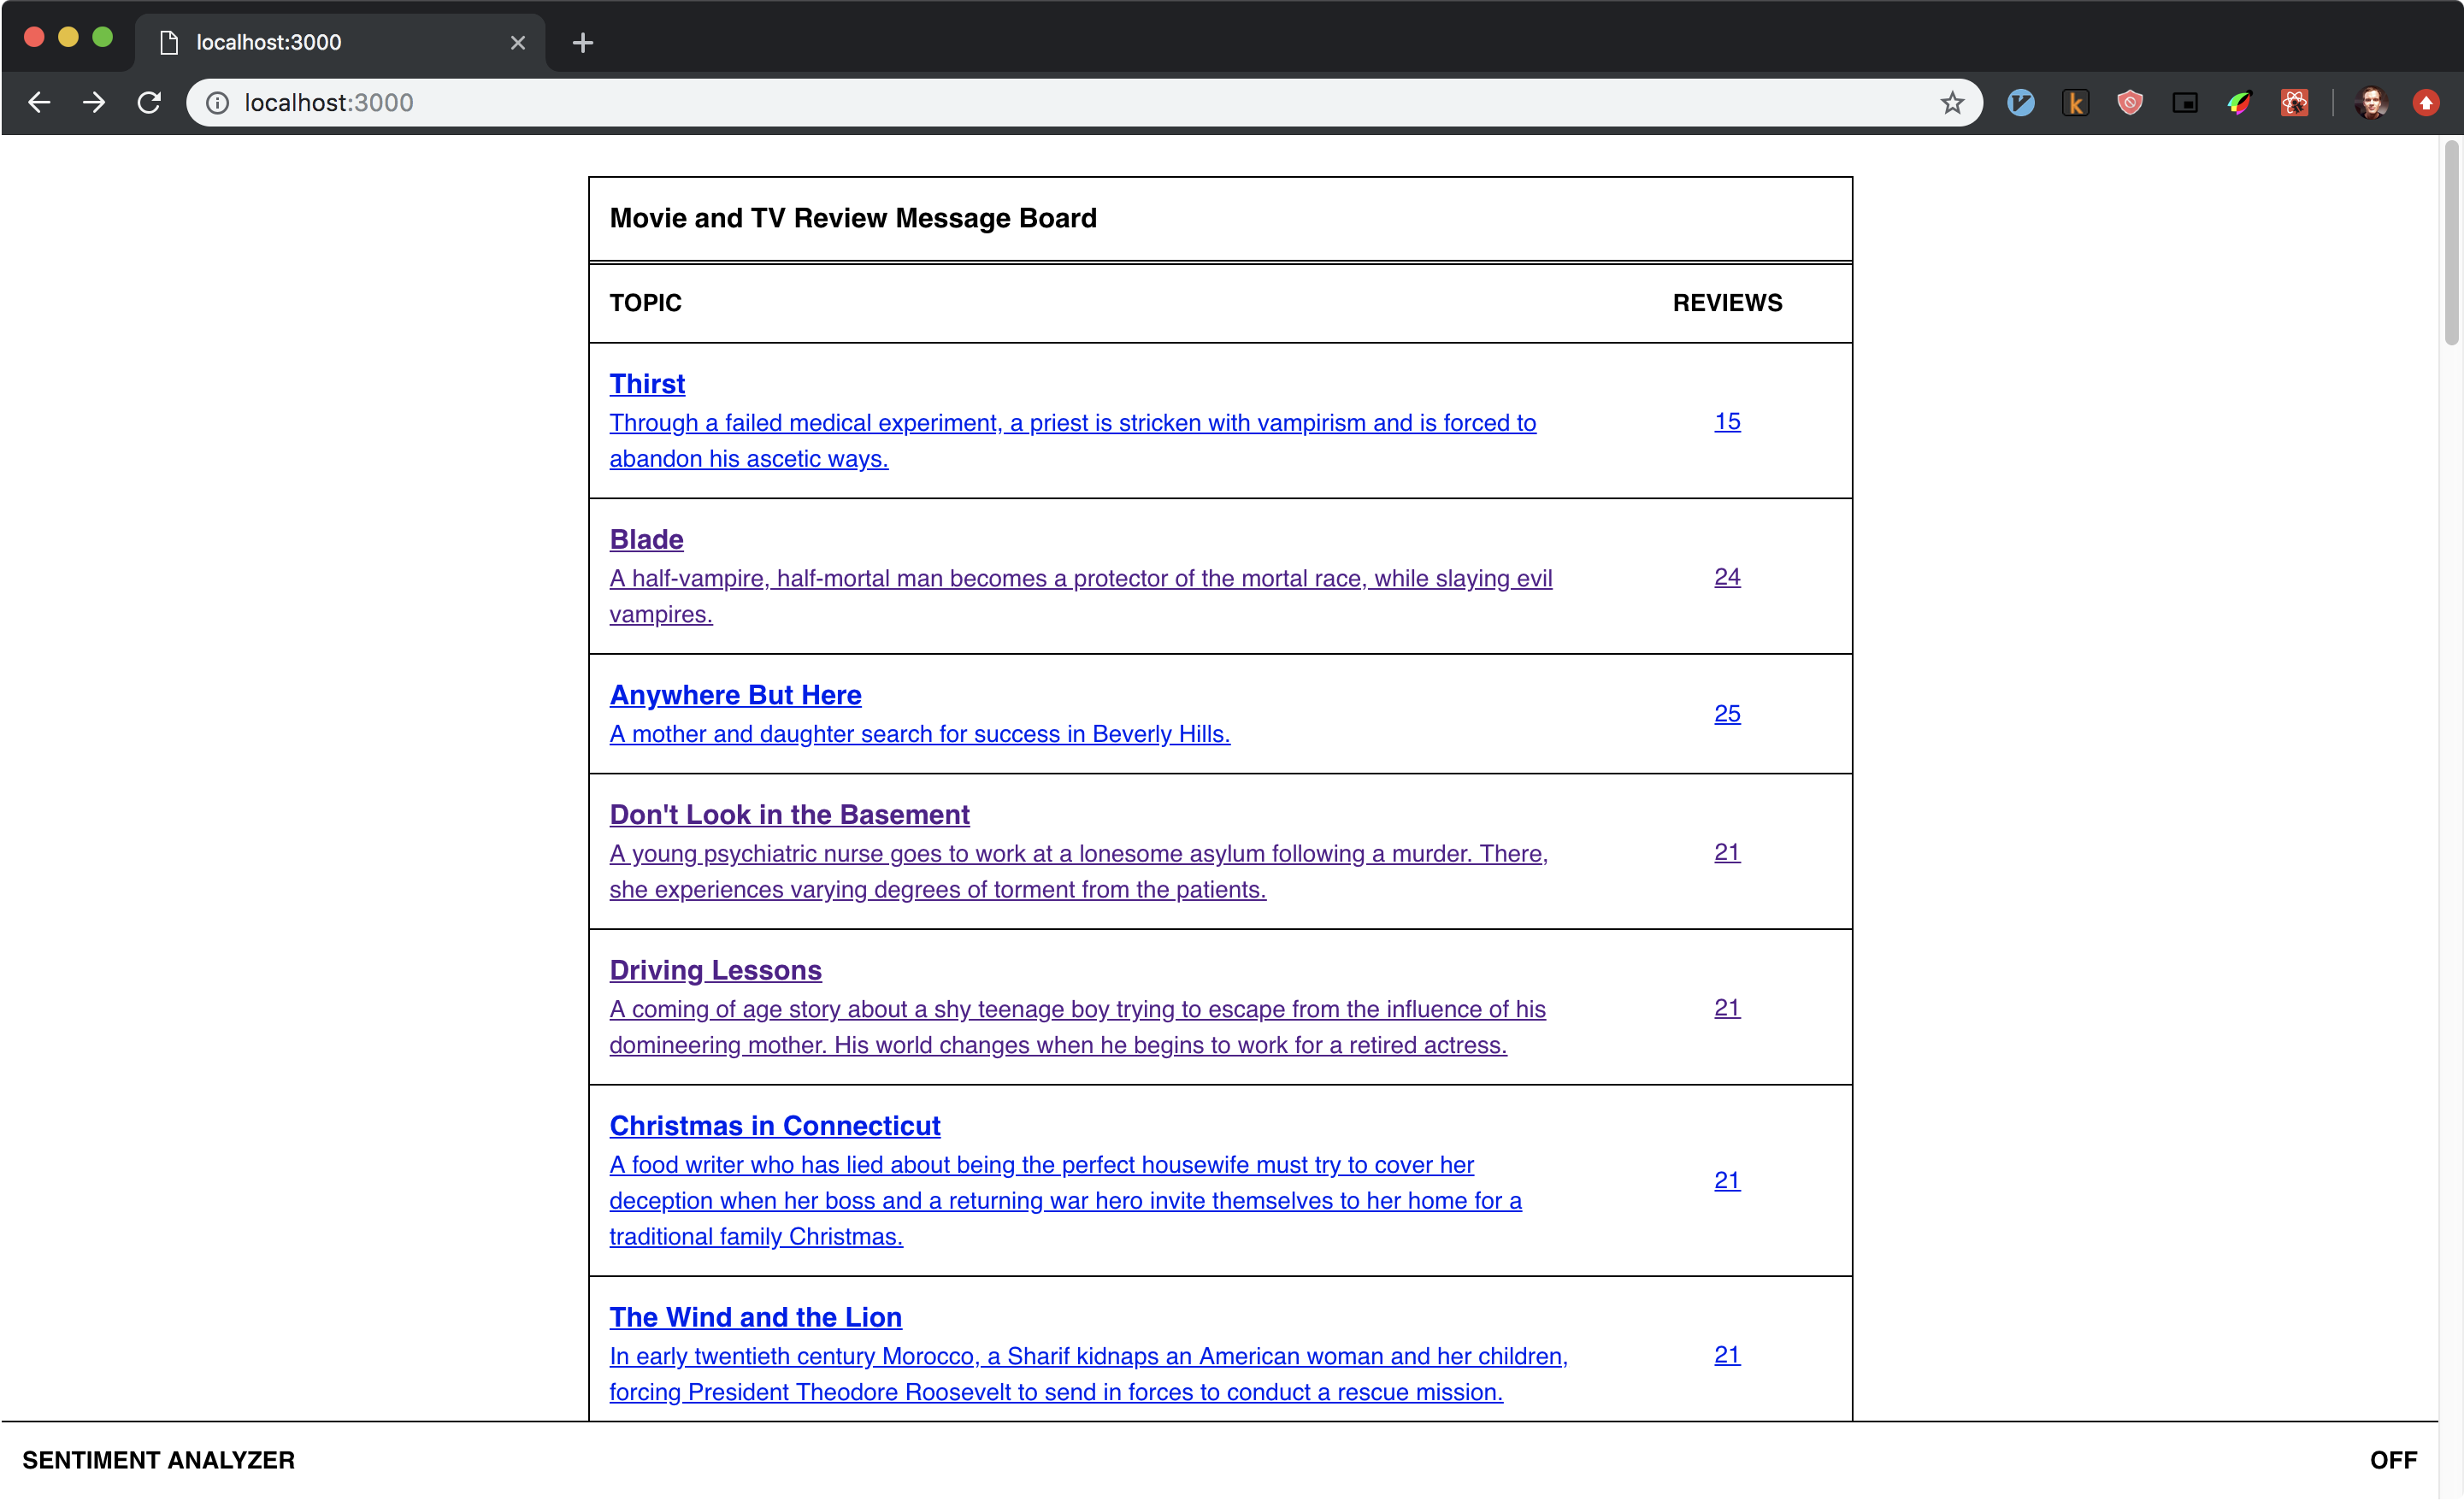 localhost:3000
localhost:3000
Movie and TV Review Message Board
TOPIC REVIEWS
Thirst
Through a failed medical experiment, a priest is stricken with vampirism and is forced to
abandon his ascetic ways.
15
Blade
A half-vampire, half-mortal man becomes a protector of the mortal race, while slaying evil
vampires.
24
Anywhere But Here
A mother and daughter search for success in Beverly Hills.
25
Don't Look in the Basement
A young psychiatric nurse goes to work at a lonesome asylum following a murder. There,
she experiences varying degrees of torment from the patients.
21
Driving Lessons
A coming of age story about a shy teenage boy trying to escape from the influence of his
domineering mother. His world changes when he begins to work for a retired actress.
21
Christmas in Connecticut
A food writer who has lied about being the perfect housewife must try to cover her
deception when her boss and a returning war hero invite themselves to her home for a
traditional family Christmas.
21
The Wind and the Lion
In early twentieth century Morocco, a Sharif kidnaps an American woman and her children,
forcing President Theodore Roosevelt to send in forces to conduct a rescue mission.
21
SENTIMENT ANALYZER OFF